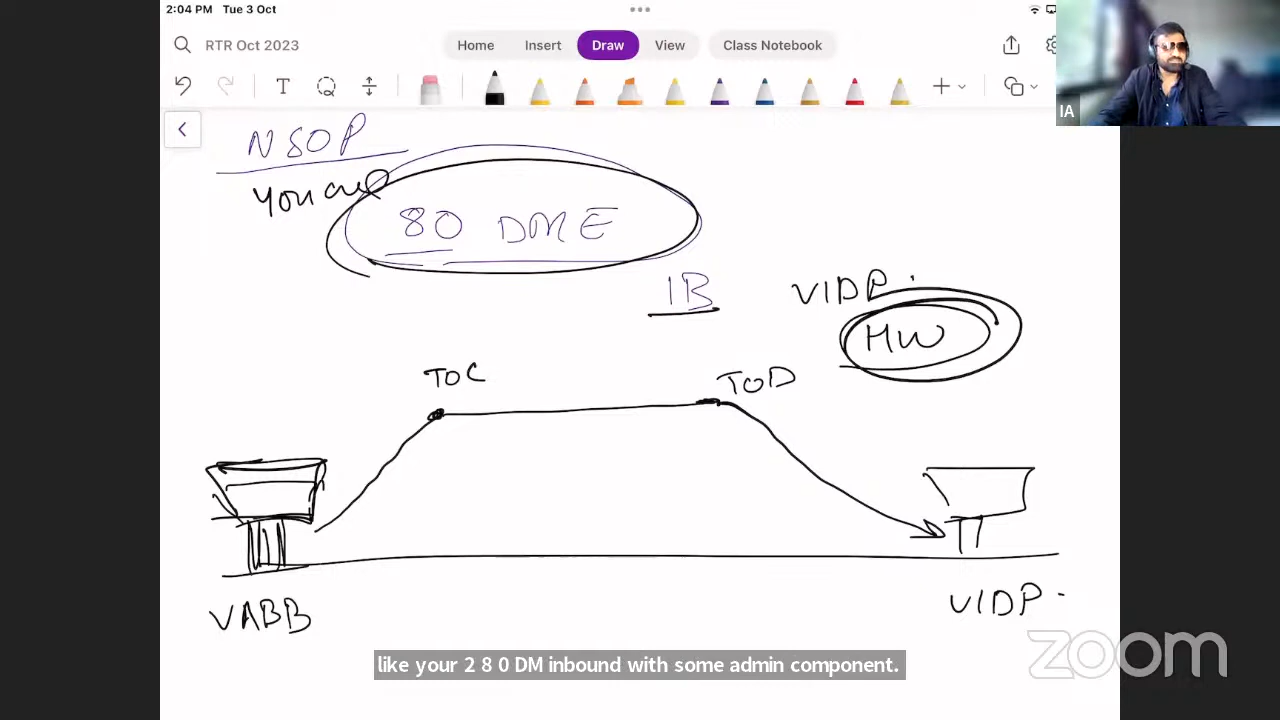 2:04 PM Tue 3 Oct
RTR Oct 2023
Home Insert Draw View Class Notebook
T
IA
NSOP
You are
80 DME
IB
VIDP.
HW
TOC
TOD
VABB
VIDP.
like your 2 8 0 DM inbound with some admin component.
zoom